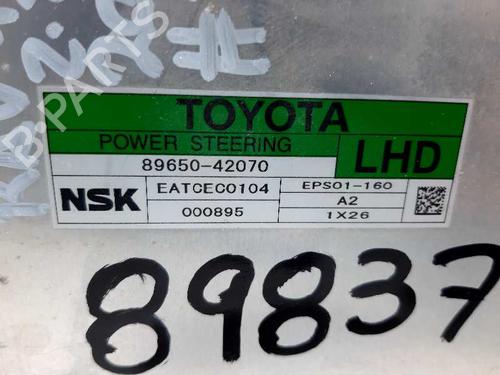 B-PARTS
TOYOTA
POWER STEERING
89650-42070
LHD
NSK
EATCEC0104
EPS01-160
000895
A2
1X26
89837